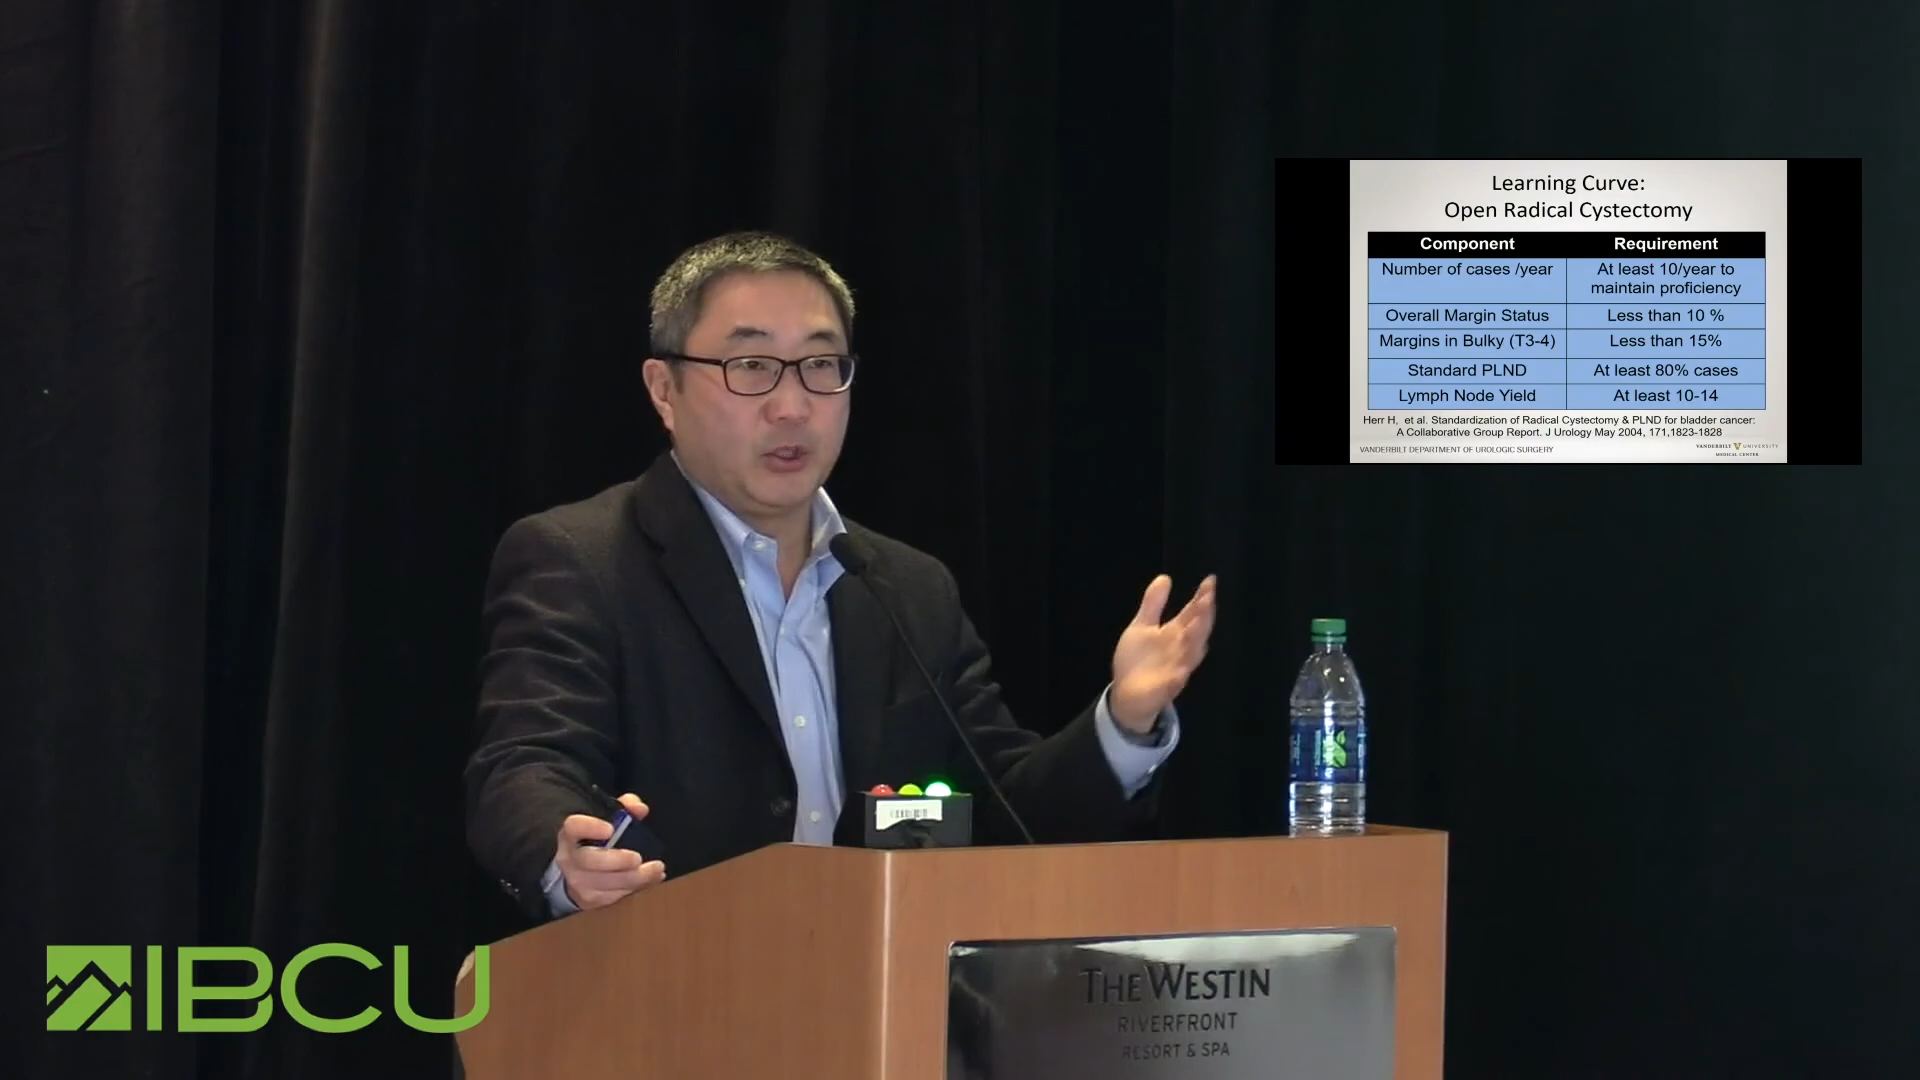 Learning Curve:
Open Radical Cystectomy
Component Requirement
Number of cases /year At least 10/year to
maintain proficiency
Overall Margin Status Less than 10 %
Margins in Bulky (T3-4) Less than 15%
Standard PLND At least 80% cases
Lymph Node Yield At least 10-14
Herr H, et al. Standardization of Radical Cystectomy & PLND for bladder cancer:
A Collaborative Group Report. J Urology May 2004, 171,1823-1828
VANDERBILT DEPARTMENT OF UROLOGIC SURGERY
VANDERBILT V UNIVERSITY
MEDICAL CENTER
IBCU
THE WESTIN
RIVERFRONT
RESORT & SPA